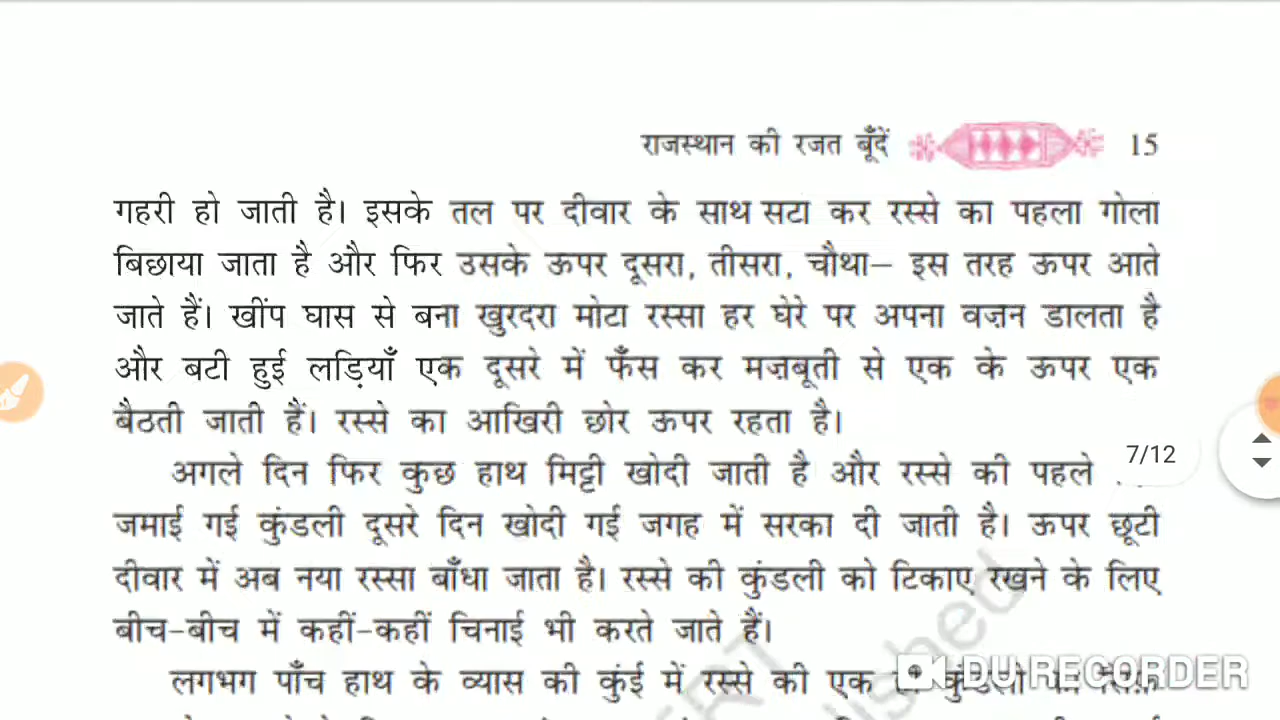 राजस्थान की रजत बूँदें 15
गहरी हो जाती है। इसके तल पर दीवार के साथ सटा कर रस्से का पहला गोला
बिछाया जाता है और फिर उसके ऊपर दूसरा, तीसरा, चौथा– इस तरह ऊपर आते
जाते हैं। खींप घास से बना खुरदरा मोटा रस्सा हर घेरे पर अपना वज़न डालता है
और बटी हुई लड़ियाँ एक दूसरे में फँस कर मज़बूती से एक के ऊपर एक
बैठती जाती हैं। रस्से का आखिरी छोर ऊपर रहता है।
7/12
अगले दिन फिर कुछ हाथ मिट्टी खोदी जाती है और रस्से की पहले
जमाई गई कुंडली दूसरे दिन खोदी गई जगह में सरका दी जाती है। ऊपर छूटी
दीवार में अब नया रस्सा बाँधा जाता है। रस्से की कुंडली को टिकाए रखने के लिए
बीच-बीच में कहीं-कहीं चिनाई भी करते जाते हैं।
लगभग पाँच हाथ के व्यास की कुंई में रस्से की एक
DU RECORDER